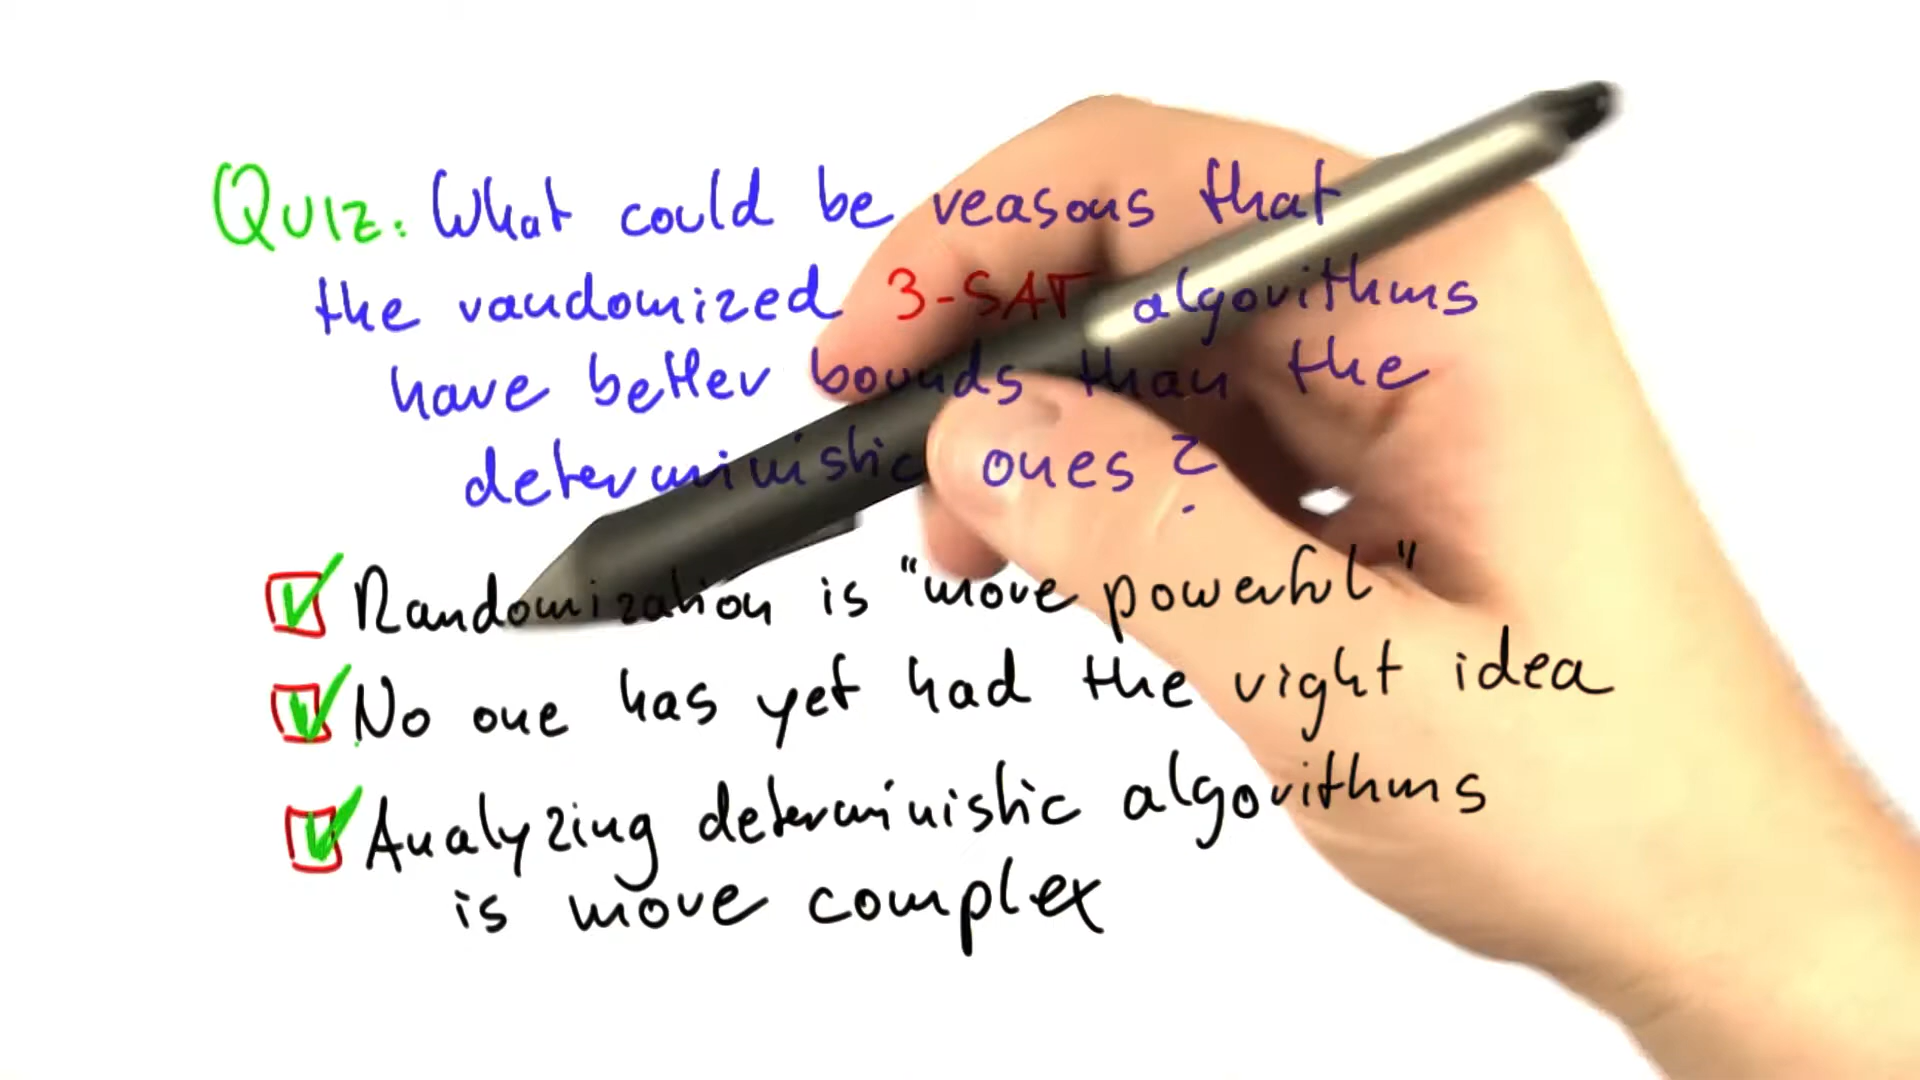 Quiz: What could be reasons that
the randomized 3-SAT algorithms
have better bounds than the
deterministic ones?
Randomization is "more powerful"
No one has yet had the right idea
Analyzing deterministic algorithms
is more complex